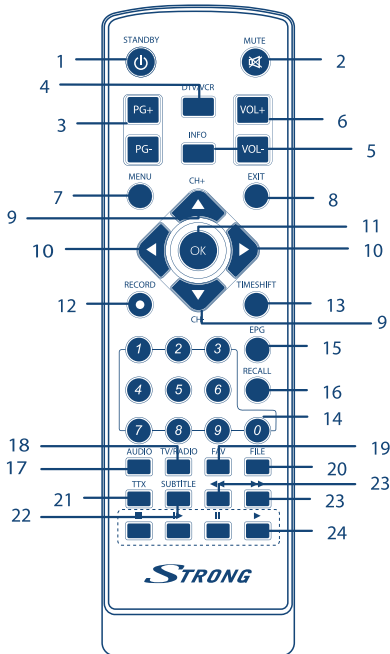 STANDBY
MUTE
1
2
4
DTV/VCR
PG+
VOL+
3
6
INFO
PG-
VOL-
5
MENU
EXIT
7
8
CH+
9
11
10
OK
10
RECORD
TIMESHIFT
12
13
CH-
9
EPG
1 2 3
15
RECALL
4 5 6
16
14
7 8 9 0
18
19
AUDIO TV/RADIO FAV FILE
17
20
TTX SUBTITLE
23
21
23
22
24
STRONG